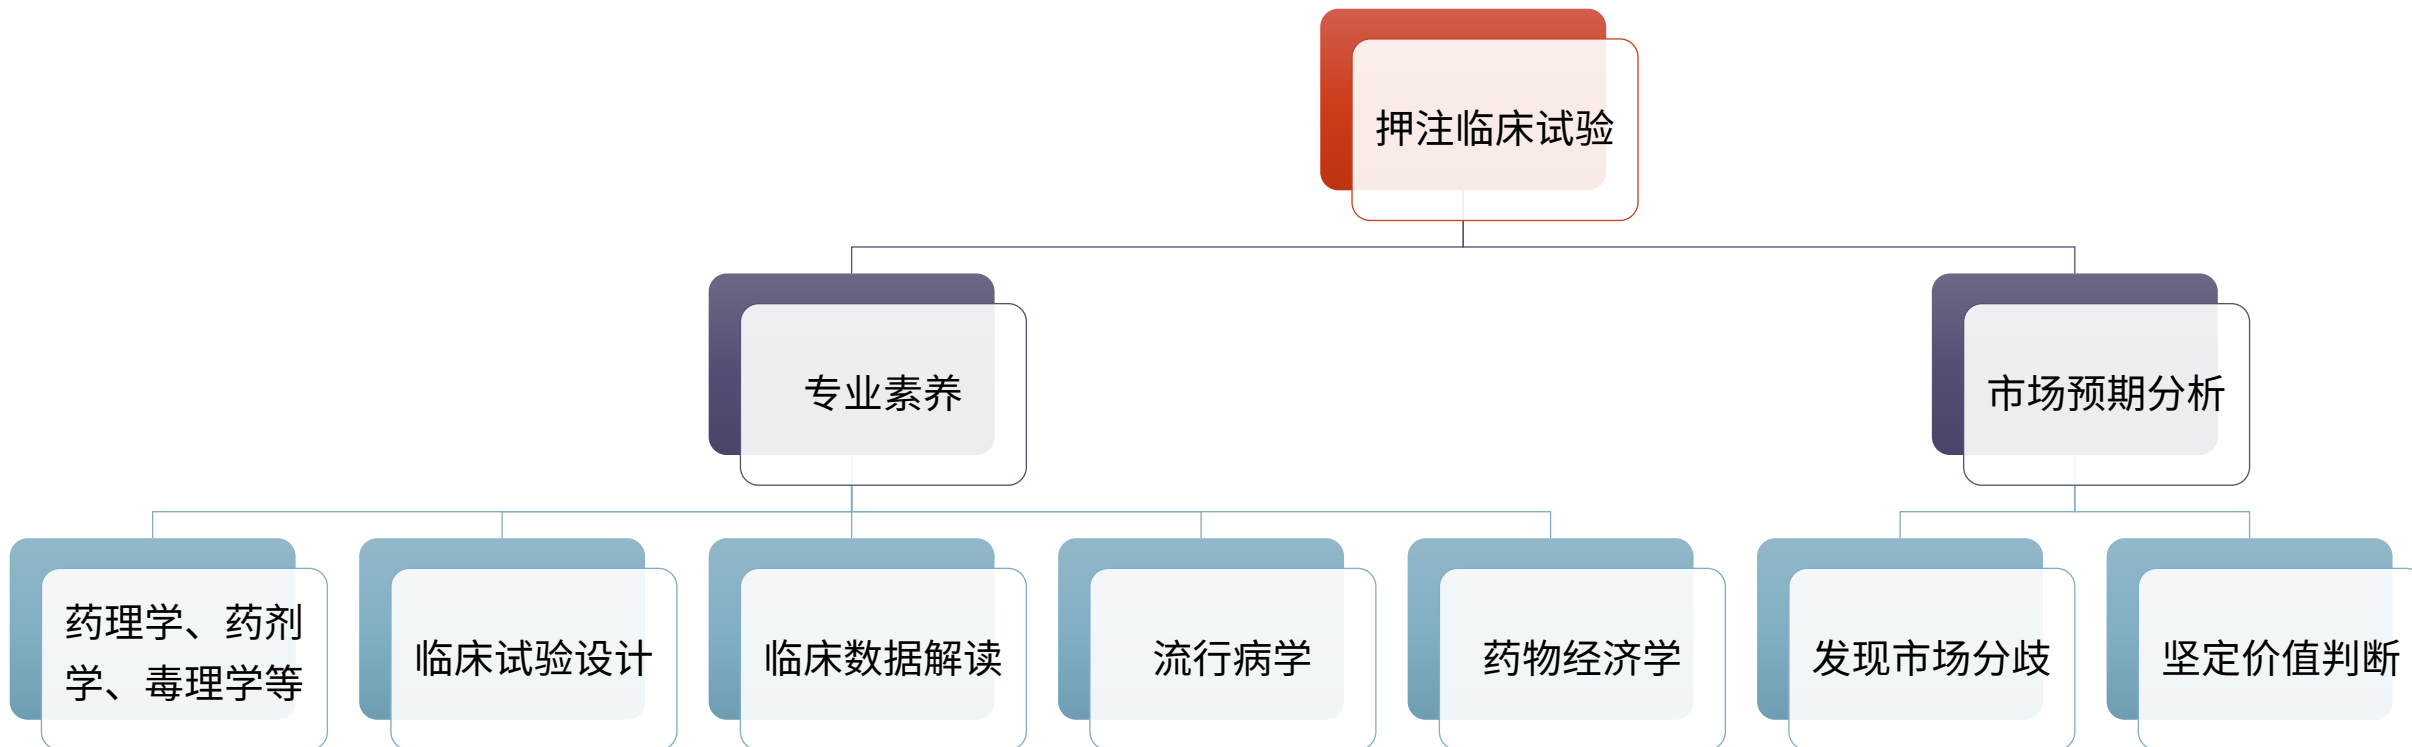 押注临床试验
专业素养
市场预期分析
药理学、药剂
学、毒理学等
临床试验设计
临床数据解读
流行病学
药物经济学
发现市场分歧
坚定价值判断